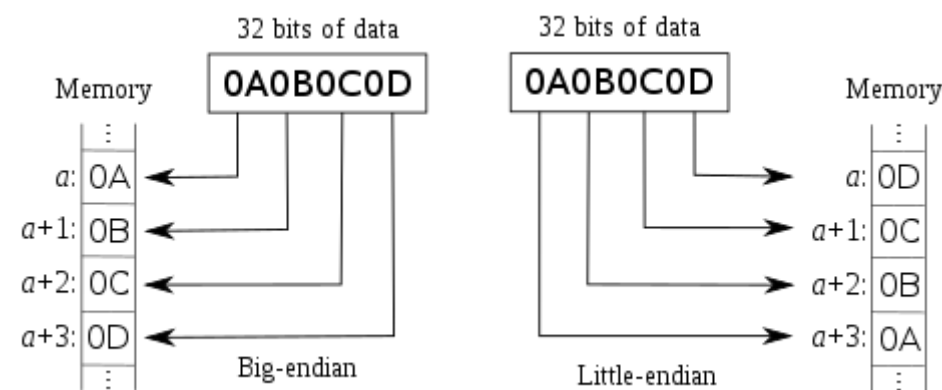 32 bits of data
0A0B0C0D
Memory
⋮
a: 0A
a+1: 0B
a+2: 0C
a+3: 0D
⋮
Big-endian
32 bits of data
0A0B0C0D
Memory
⋮
a: 0D
a+1: 0C
a+2: 0B
a+3: 0A
⋮
Little-endian